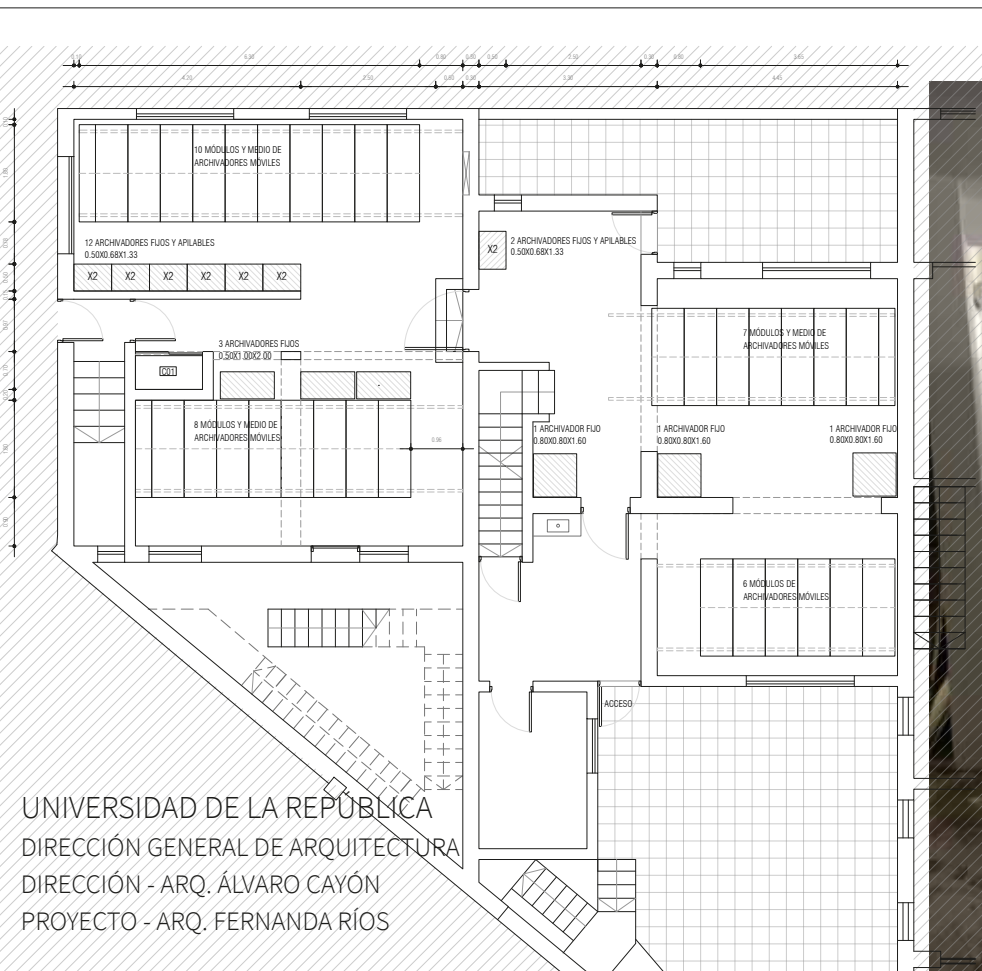 10 MÓDULOS Y MEDIO DE
ARCHIVADORES MÓVILES
12 ARCHIVADORES FIJOS Y APILABLES
0.50X0.68X1.33
X2 X2 X2 X2 X2 X2
X2
2 ARCHIVADORES FIJOS Y APILABLES
0.50X0.68X1.33
3 ARCHIVADORES FIJOS
0.50X1.00X2.00
C01
7 MÓDULOS Y MEDIO DE
ARCHIVADORES MÓVILES
8 MÓDULOS Y MEDIO DE
ARCHIVADORES MÓVILES
0.96
1 ARCHIVADOR FIJO
0.80X0.80X1.60
1 ARCHIVADOR FIJO
0.80X0.80X1.60
1 ARCHIVADOR FIJO
0.80X0.80X1.60
6 MÓDULOS DE
ARCHIVADORES MÓVILES
ACCESO
UNIVERSIDAD DE LA REPÚBLICA
DIRECCIÓN GENERAL DE ARQUITECTURA
DIRECCIÓN - ARQ. ÁLVARO CAYÓN
PROYECTO - ARQ. FERNANDA RÍOS